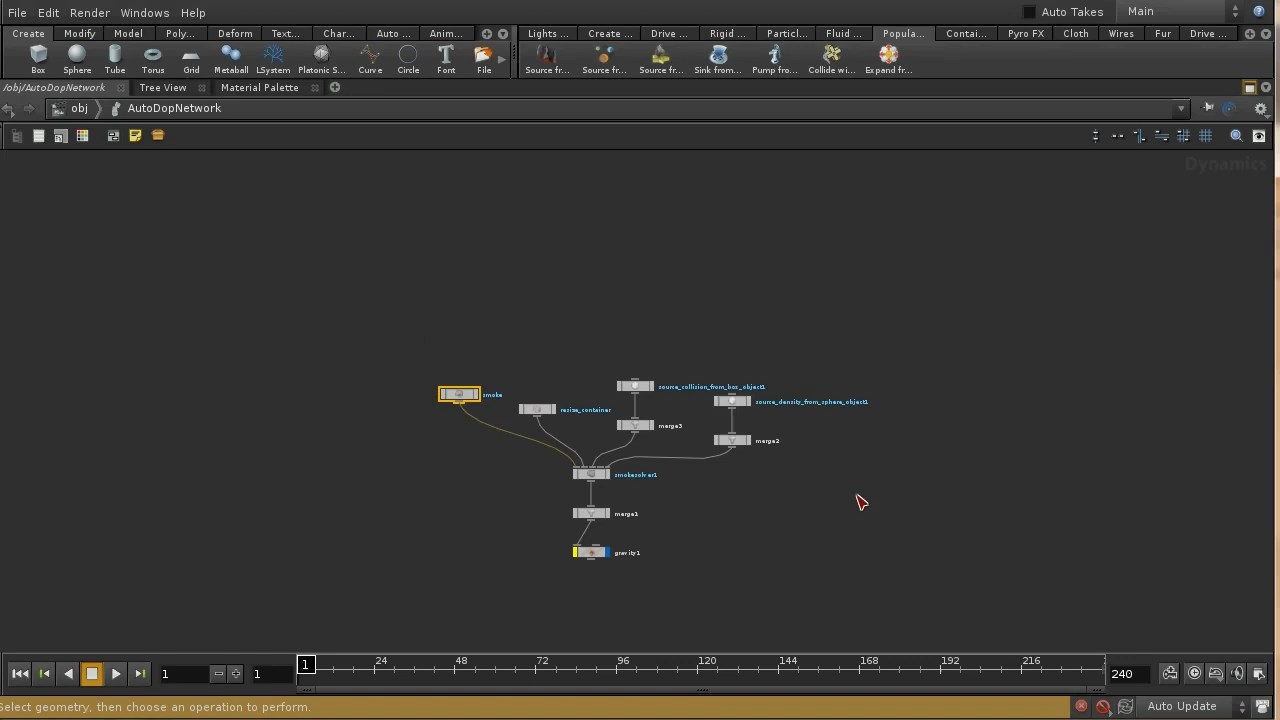 File Edit Render Windows Help Auto Takes Main
Create Modify Model Poly... Deform Text... Char... Auto ... Anim... Lights ... Create ... Drive ... Rigid ... Particl... Fluid ... Popula... Contai... Pyro FX Cloth Wires Fur Drive ...
Box Sphere Tube Torus Grid Metaball LSystem Platonic S... Curve Circle Font File Source fr... Source fr... Source fr... Sink from... Pump fro... Collide wi... Expand fr...
/obj/AutoDopNetwork Tree View Material Palette
obj AutoDopNetwork
Dynamics
source_collision_from_box_object1
smoke
source_density_from_sphere_object1
resize_container
merge3
merge2
smokesolver1
merge1
gravity1
1 1 1 24 48 72 96 120 144 168 192 216 240
Select geometry, then choose an operation to perform. Auto Update